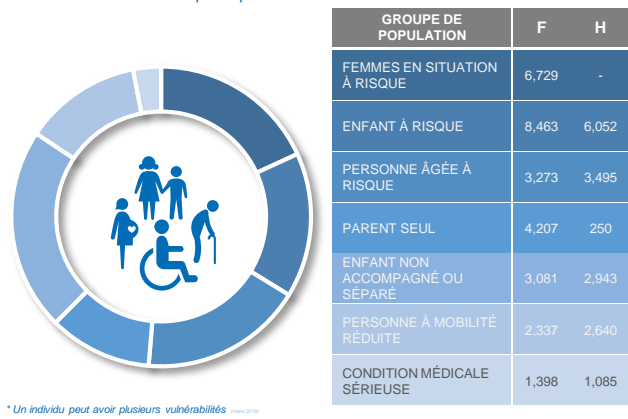 GROUPE DE
POPULATION F H
FEMMES EN SITUATION
À RISQUE 6,729 -
ENFANT À RISQUE 8,463 6,052
PERSONNE ÂGÉE À
RISQUE 3,273 3,495
PARENT SEUL 4,207 250
ENFANT NON
ACCOMPAGNÉ OU
SÉPARÉ 3,081 2,943
PERSONNE À MOBILITÉ
RÉDUITE 2,337 2,640
CONDITION MÉDICALE
SÉRIEUSE 1,398 1,085
* Un individu peut avoir plusieurs vulnérabilités